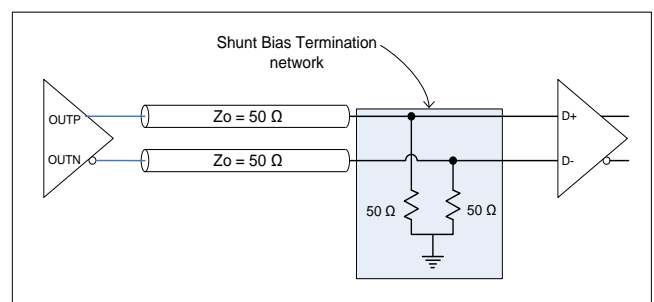 Shunt Bias Termination
network
OUTP
Zo = 50 Ω
D+
OUTN
Zo = 50 Ω
D-
50 Ω
50 Ω